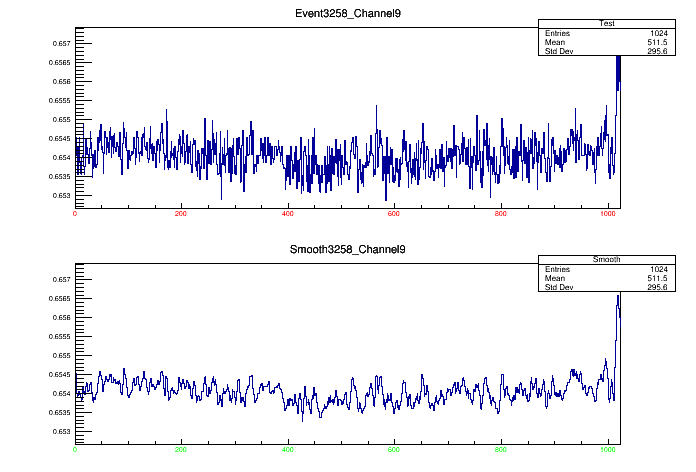 Event3258_Channel9
Test
Entries 1024
Mean 511.5
Std Dev 295.6
0.657
0.6565
0.656
0.6555
0.655
0.6545
0.654
0.6535
0.653
0 200 400 600 800 1000
Smooth3258_Channel9
Smooth
Entries 1024
Mean 511.5
Std Dev 295.6
0.657
0.6565
0.656
0.6555
0.655
0.6545
0.654
0.6535
0.653
0 200 400 600 800 1000